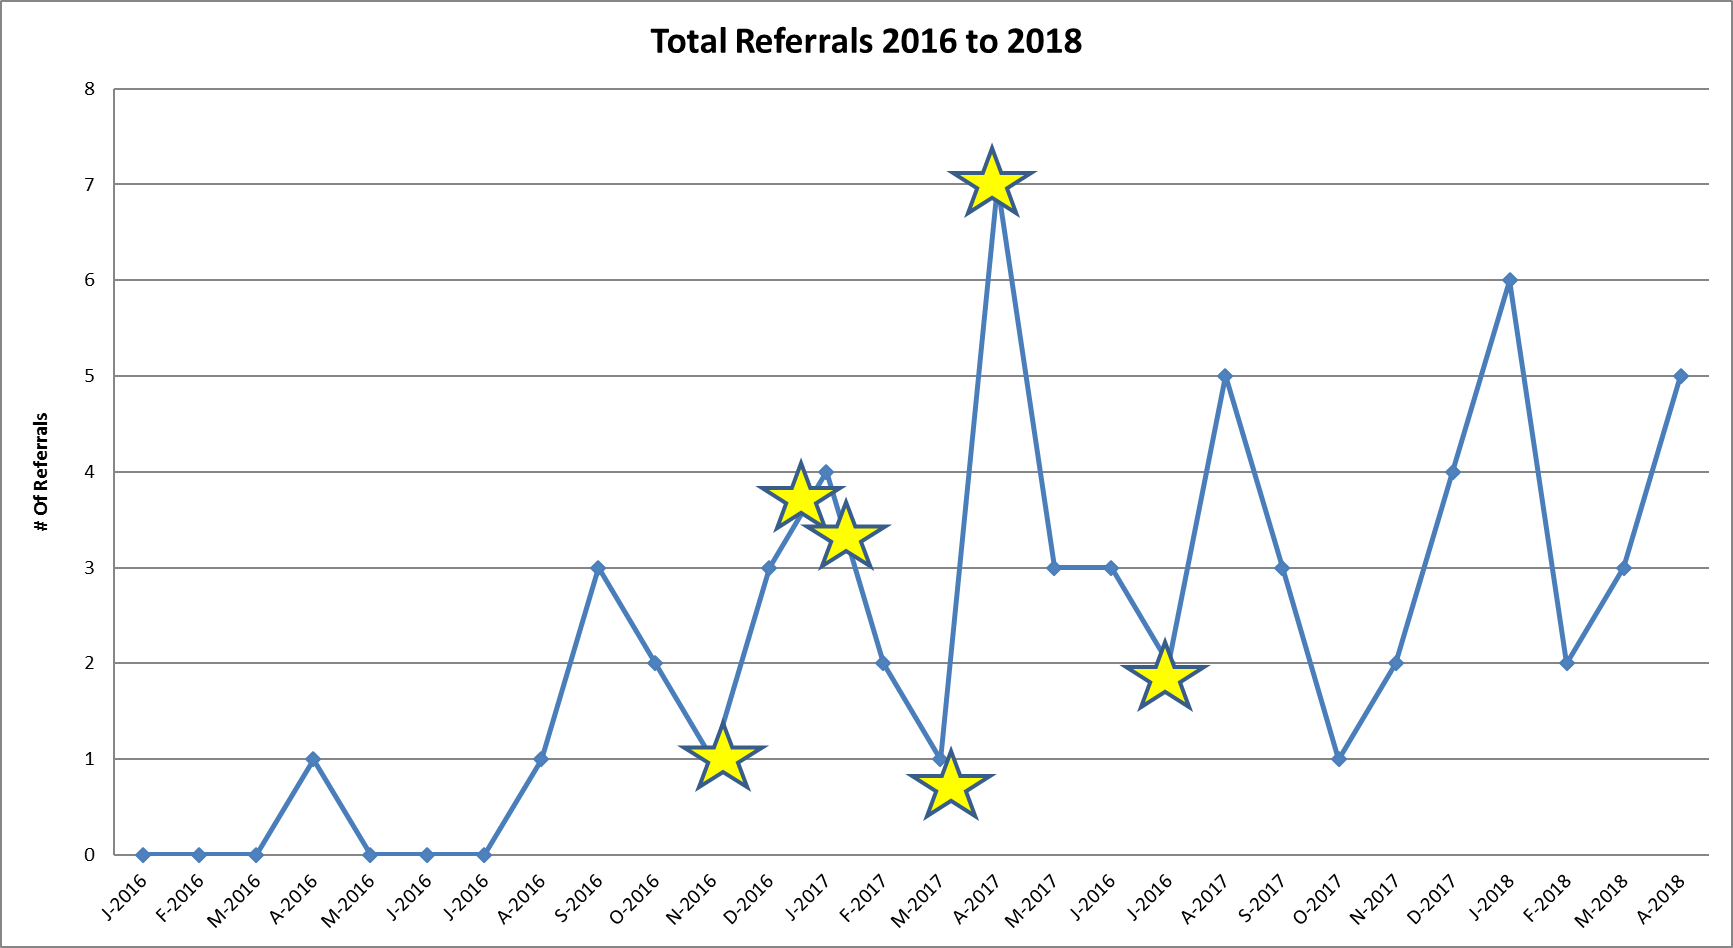 Total Referrals 2016 to 2018
# Of Referrals
8
7
6
5
4
3
2
1
0
J-2016
F-2016
M-2016
A-2016
M-2016
J-2016
J-2016
A-2016
S-2016
O-2016
N-2016
D-2016
J-2017
F-2017
M-2017
A-2017
M-2017
J-2016
J-2016
A-2017
S-2017
O-2017
N-2017
D-2017
J-2018
F-2018
M-2018
A-2018